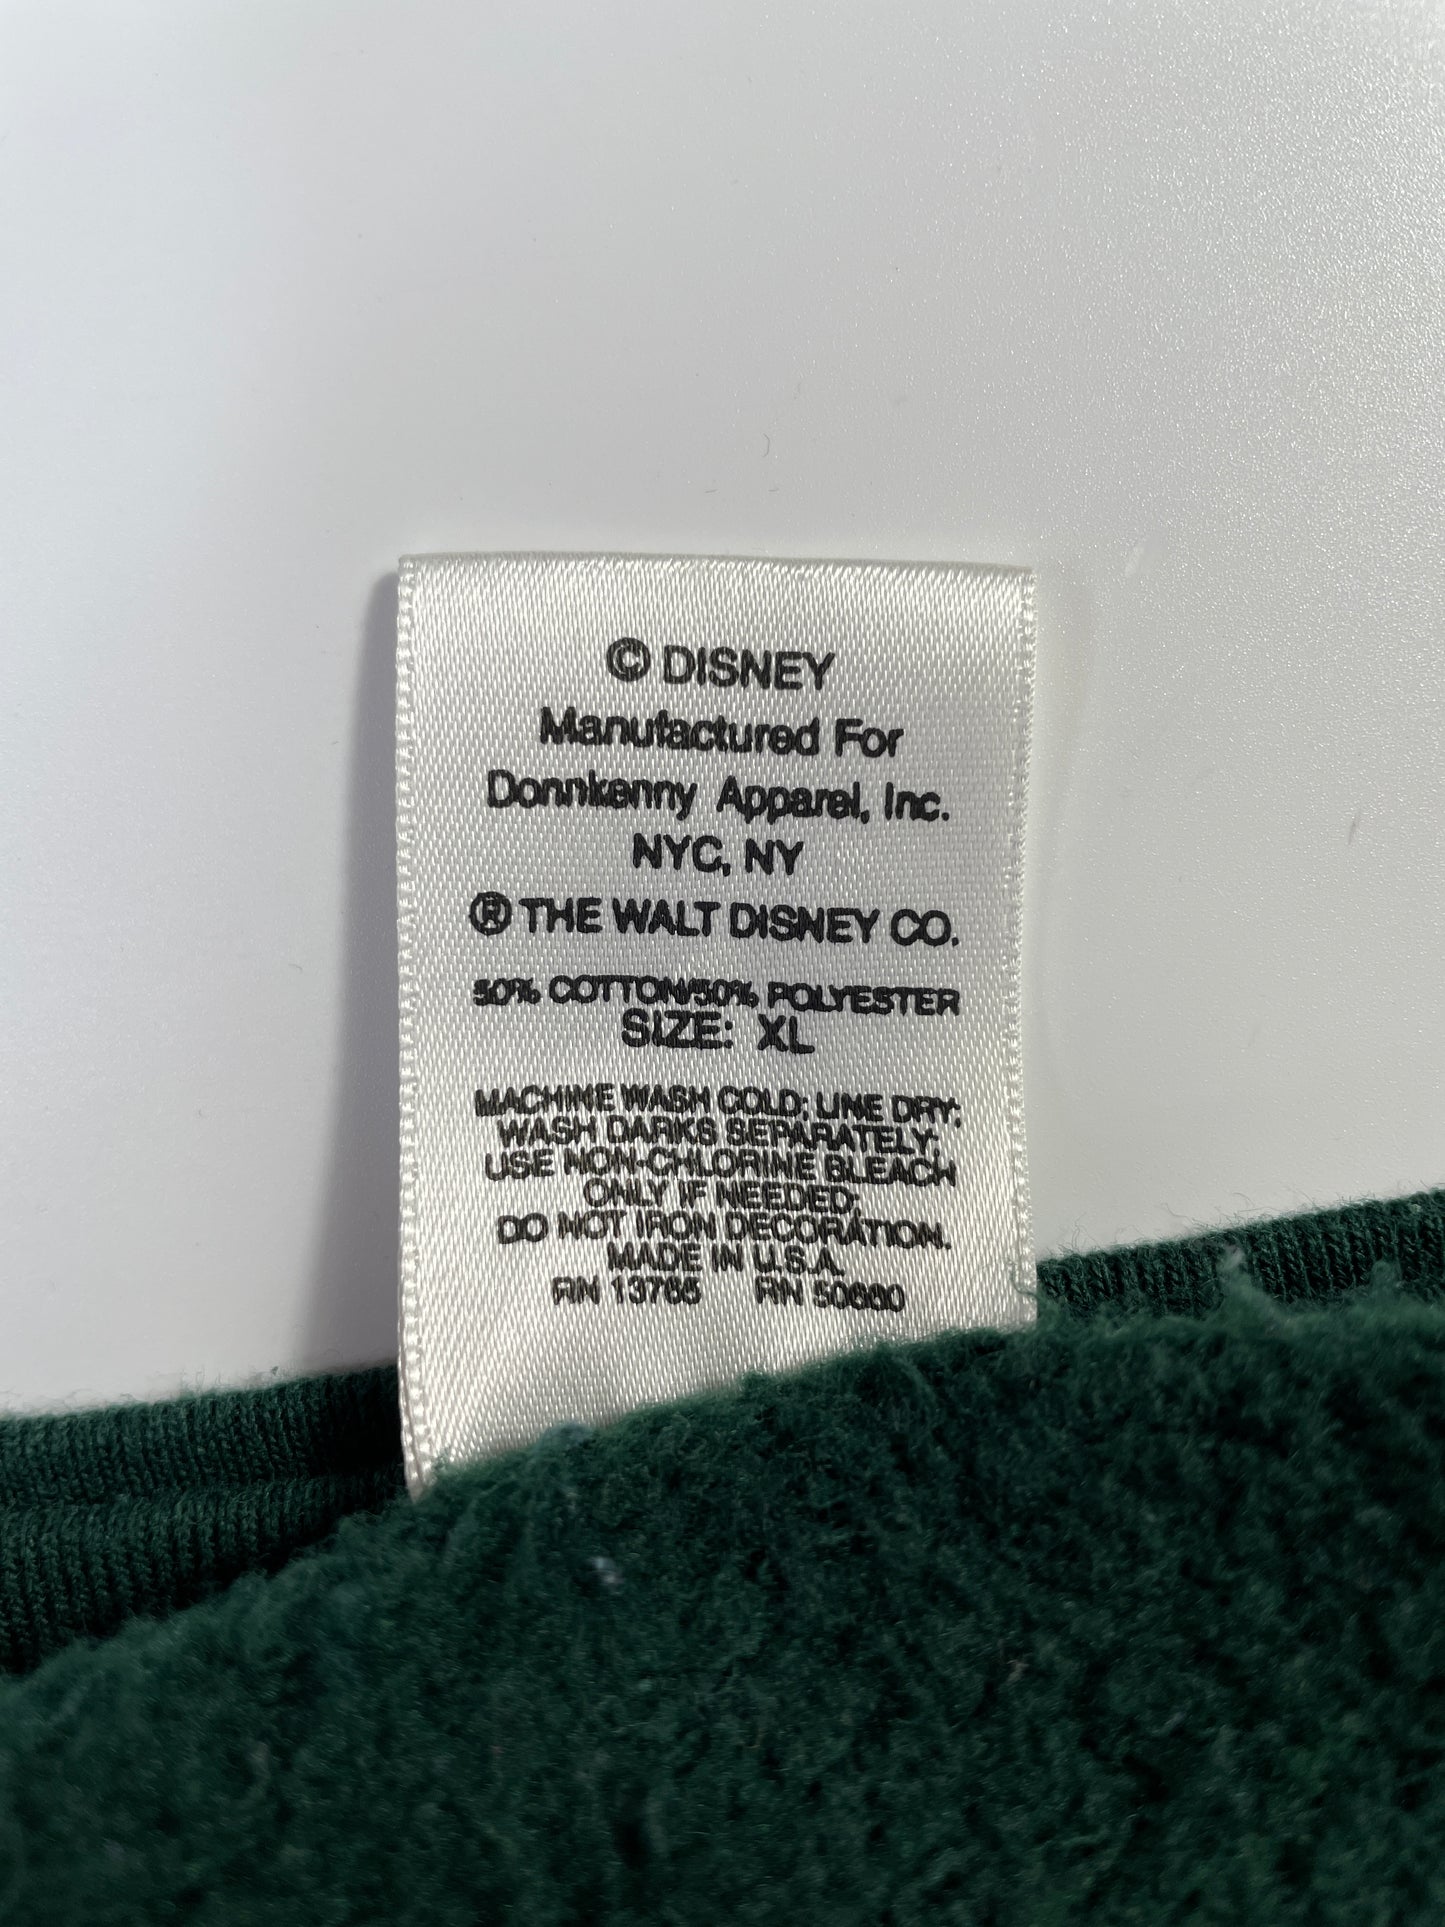 © DISNEY
Manufactured For
Donnkenny Apparel, Inc.
NYC, NY
® THE WALT DISNEY CO.
50% COTTON/50% POLYESTER
SIZE: XL
MACHINE WASH COLD; LINE DRY;
WASH DARKS SEPARATELY;
USE NON-CHLORINE BLEACH
ONLY IF NEEDED;
DO NOT IRON DECORATION.
MADE IN U.S.A.
RN 13765 RN 50660